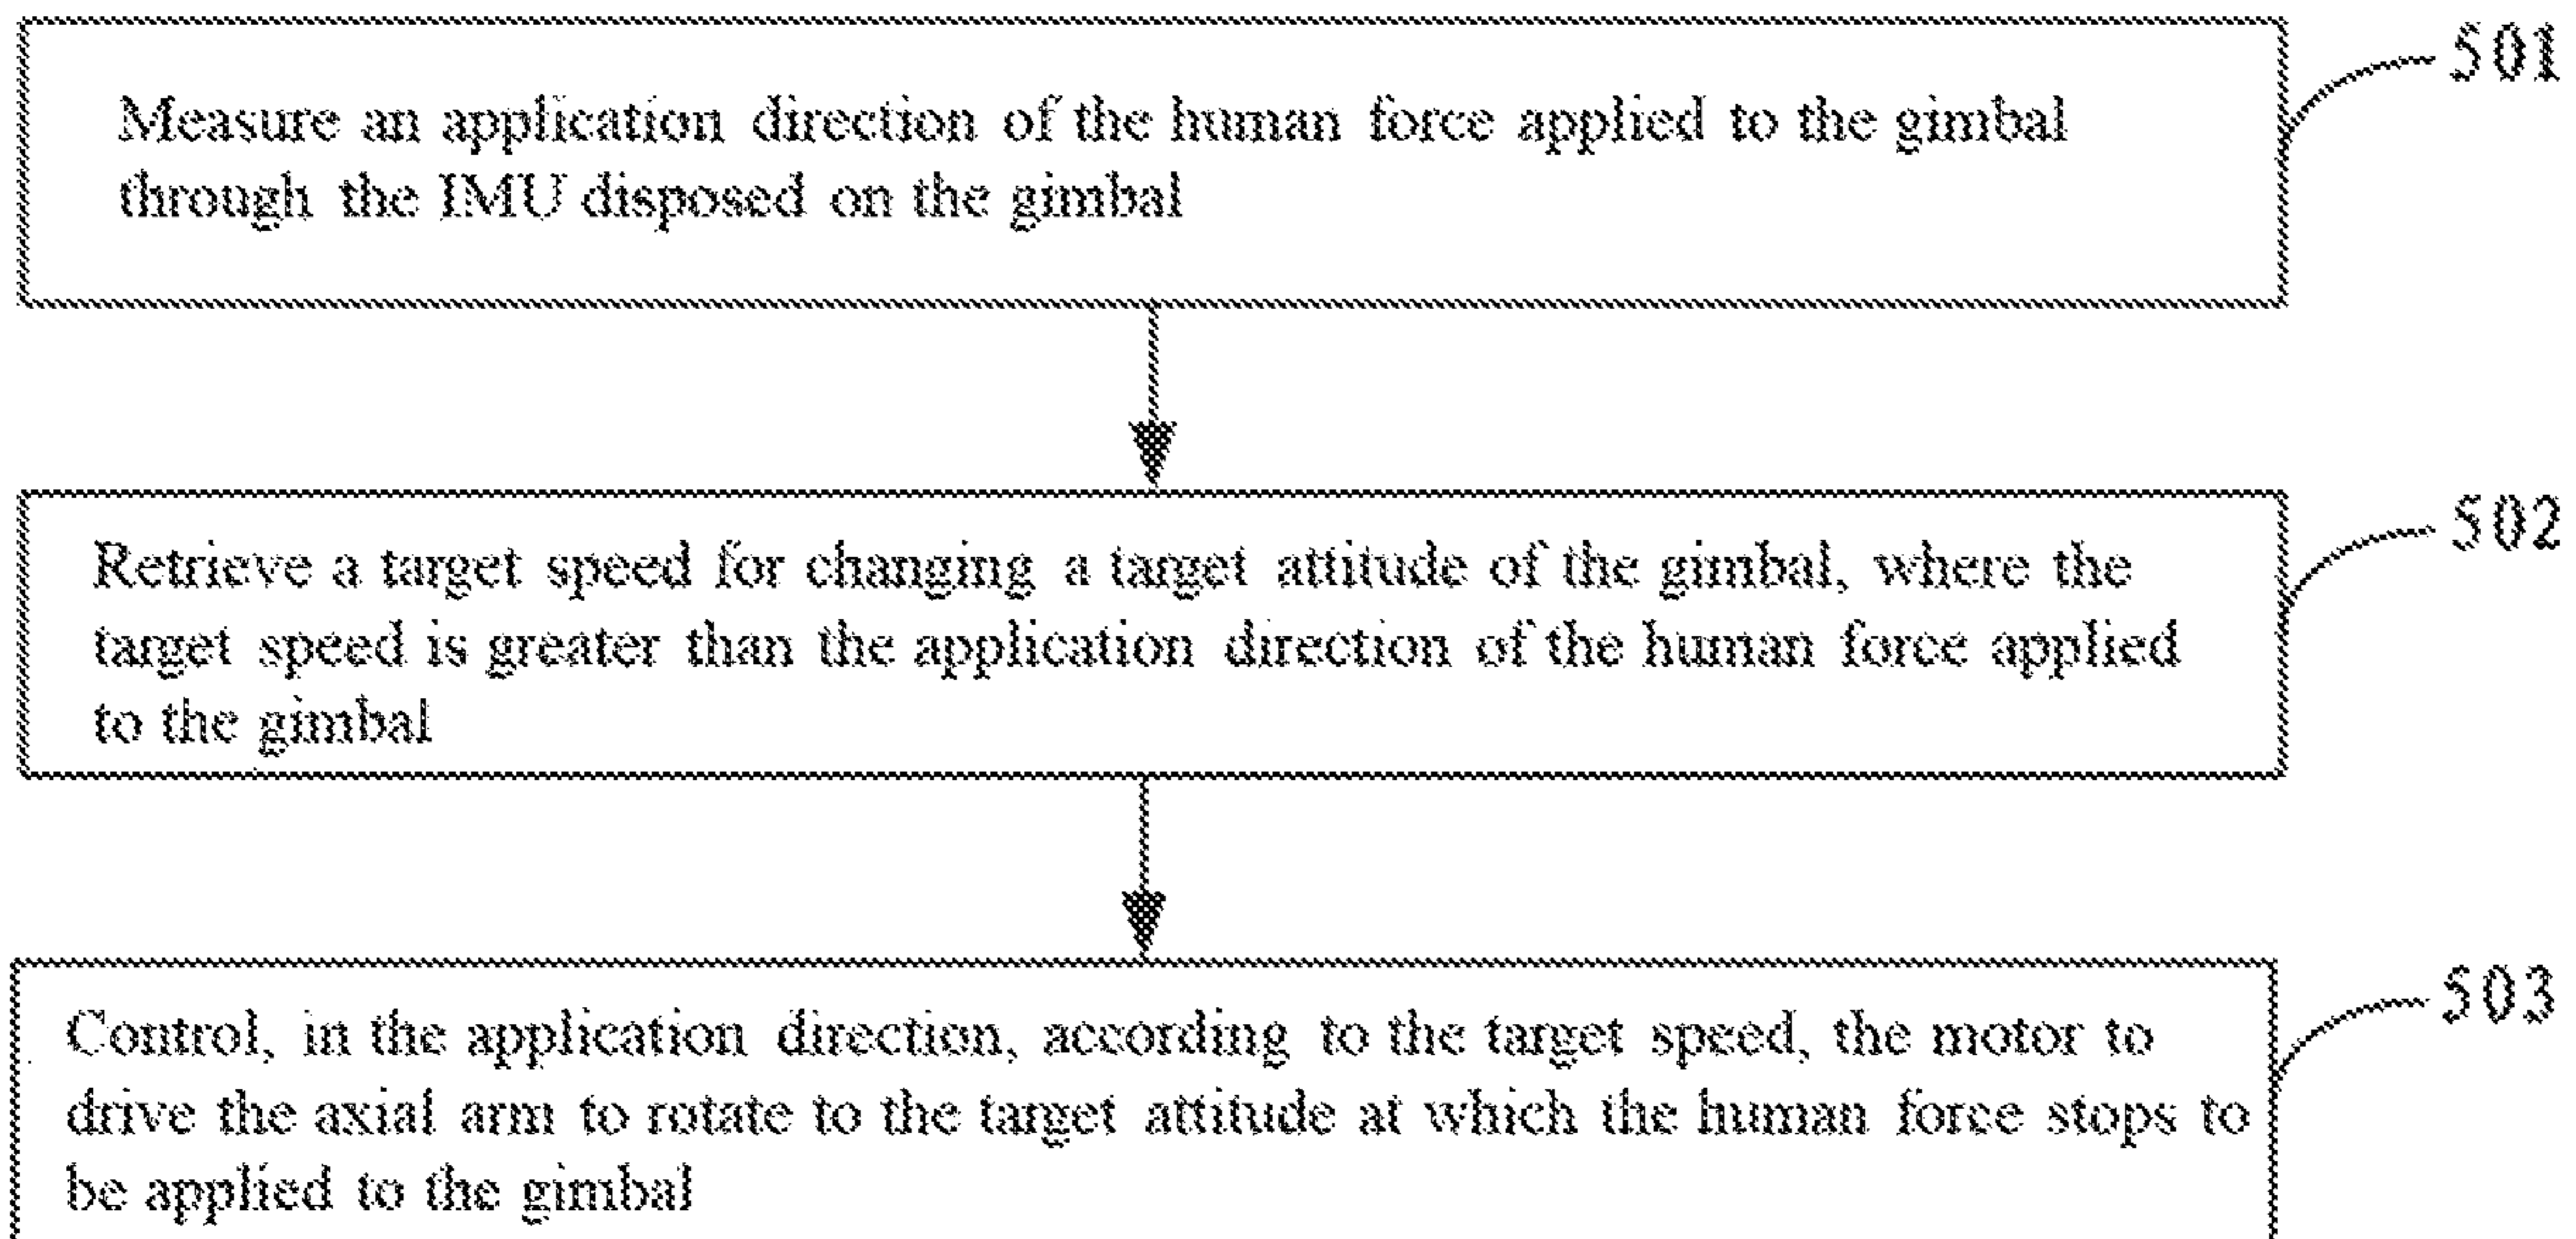 501
Measure an application direction of the human force applied to the gimbal
through the IMU disposed on the gimbal
502
Retrieve a target speed for changing a target attitude of the gimbal, where the
target speed is greater than the application direction of the human force applied
to the gimbal
503
Control, in the application direction, according to the target speed, the motor to
drive the axial arm to rotate to the target attitude at which the human force stops to
be applied to the gimbal